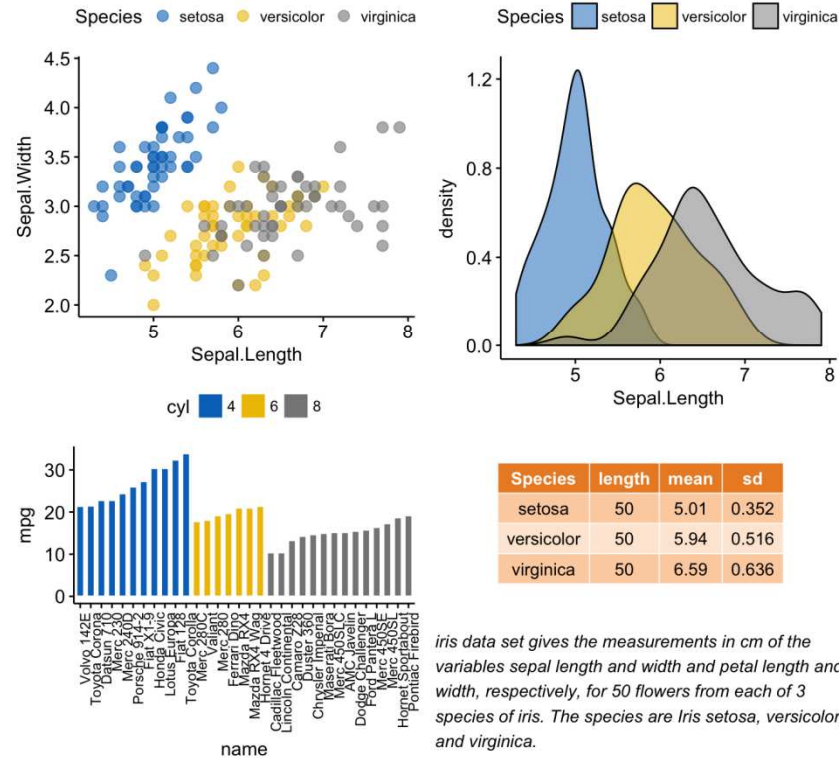 Species setosa versicolor virginica
4.5
4.0
3.5
3.0
2.5
2.0
Sepal.Width
5 6 7 8
Sepal.Length
Species setosa versicolor virginica
1.2
0.8
0.4
0.0
density
5 6 7 8
Sepal.Length
cyl 4 6 8
30
20
10
0
mpg
Volvo 142E
Toyota Corona
Datsun 710
Merc 230
Merc 240D
Porsche 914-2
Fiat X1-9
Honda Civic
Lotus Europa
Fiat 128
Toyota Corolla
Merc 280C
Valiant
Merc 280
Ferrari Dino
Mazda RX4
Mazda RX4 Wag
Hornet 4 Drive
Cadillac Fleetwood
Lincoln Continental
Camaro Z28
Duster 360
Chrysler Imperial
Maserati Bora
Merc 450SLC
AMC Javelin
Dodge Challenger
Ford Pantera L
Merc 450SE
Merc 450SL
Hornet Sportabout
Pontiac Firebird
name
Species length mean sd
setosa 50 5.01 0.352
versicolor 50 5.94 0.516
virginica 50 6.59 0.636
iris data set gives the measurements in cm of the
variables sepal length and width and petal length and
width, respectively, for 50 flowers from each of 3
species of iris. The species are Iris setosa, versicolor
and virginica.